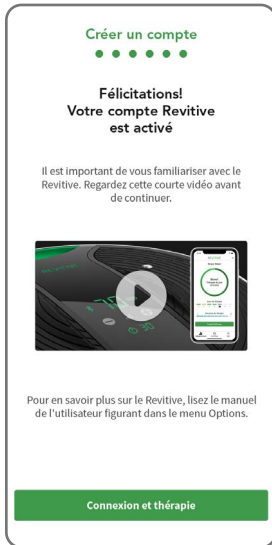 Créer un compte
Félicitations!
Votre compte Revitive
est activé
Il est important de vous familiariser avec le
Revitive. Regardez cette courte vidéo avant
de continuer.
REVITIVE
Pour en savoir plus sur le Revitive, lisez le manuel
de l'utilisateur figurant dans le menu Options.
Connexion et thérapie